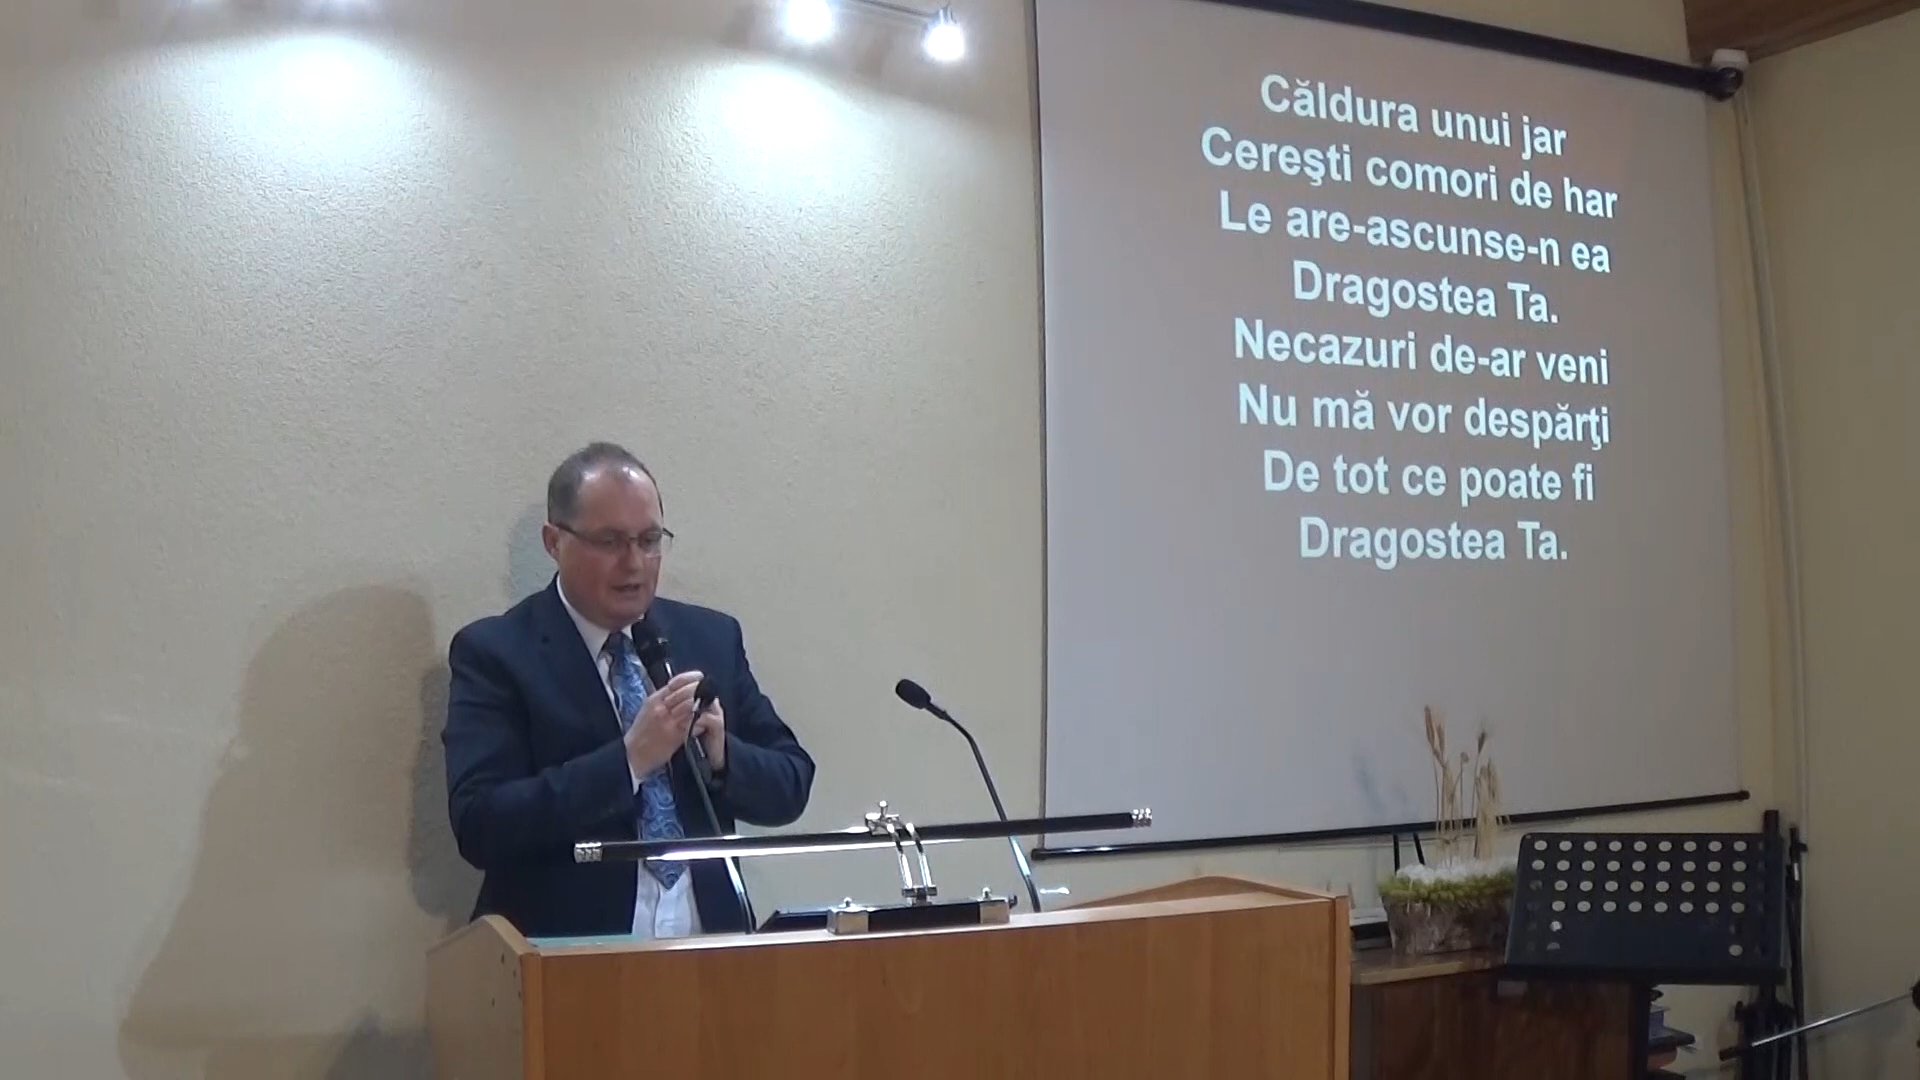 Căldura unui jar
Cereşti comori de har
Le are-ascunse-n ea
Dragostea Ta.
Necazuri de-ar veni
Nu mă vor despărţi
De tot ce poate fi
Dragostea Ta.